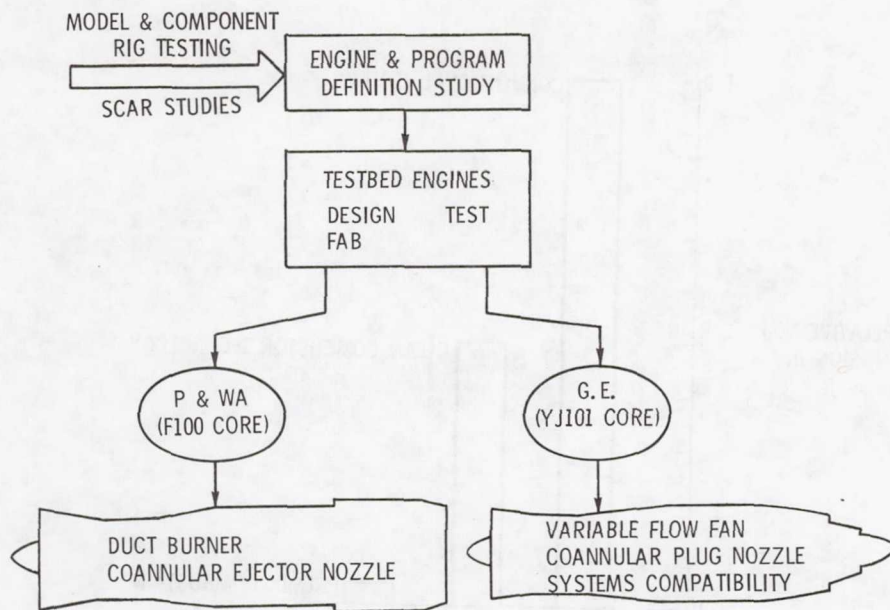 MODEL & COMPONENT
RIG TESTING
SCAR STUDIES
ENGINE & PROGRAM
DEFINITION STUDY
TESTBED ENGINES
DESIGN TEST
FAB
P & WA
(F100 CORE)
G.E.
(YJ101 CORE)
DUCT BURNER
COANNULAR EJECTOR NOZZLE
VARIABLE FLOW FAN
COANNULAR PLUG NOZZLE
SYSTEMS COMPATIBILITY